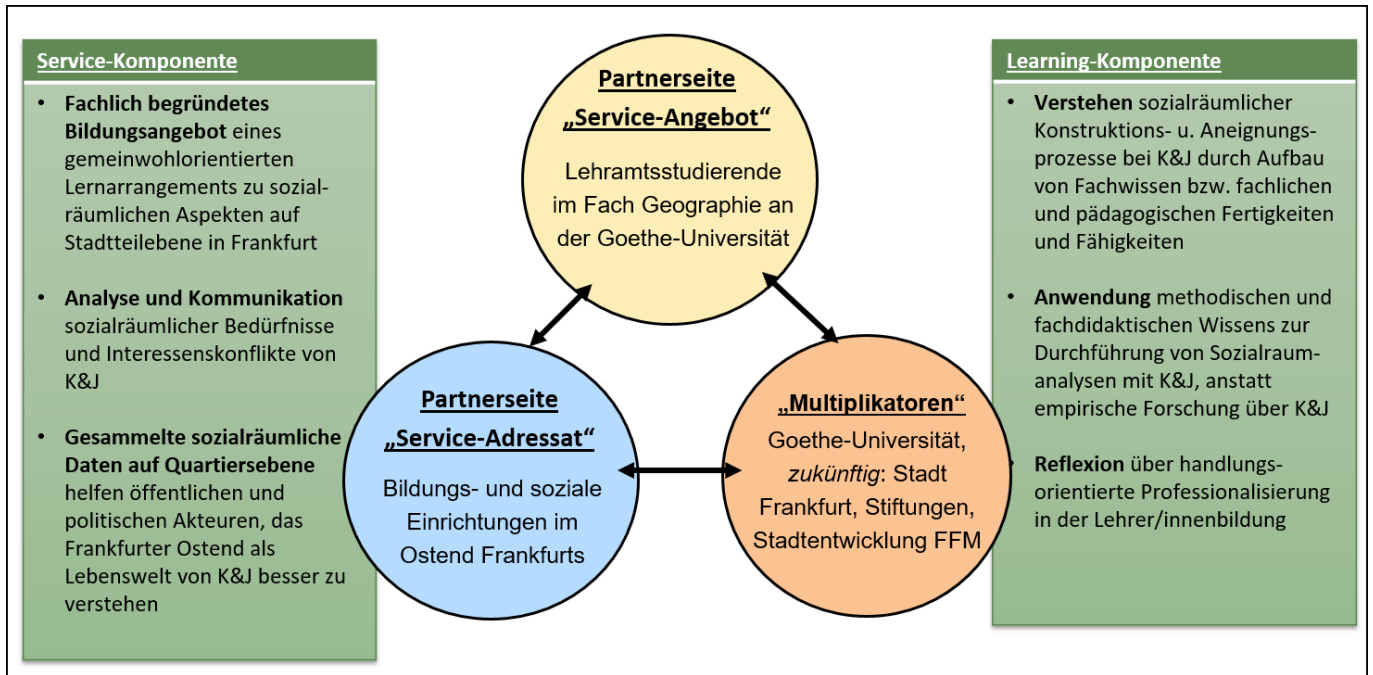 Service-Komponente
• Fachlich begründetes
Bildungsangebot eines
gemeinwohlorientierten
Lernarrangements zu sozial-
räumlichen Aspekten auf
Stadtteilebene in Frankfurt
• Analyse und Kommunikation
sozialräumlicher Bedürfnisse
und Interessenskonflikte von
K&J
• Gesammelte sozialräumliche
Daten auf Quartiersebene
helfen öffentlichen und
politischen Akteuren, das
Frankfurter Ostend als
Lebenswelt von K&J besser zu
verstehen
Partnerseite
„Service-Angebot“
Lehramtsstudierende
im Fach Geographie an
der Goethe-Universität
Partnerseite
„Service-Adressat“
Bildungs- und soziale
Einrichtungen im
Ostend Frankfurts
„Multiplikatoren“
Goethe-Universität,
zukünftig: Stadt
Frankfurt, Stiftungen,
Stadtentwicklung FFM
Learning-Komponente
• Verstehen sozialräumlicher
Konstruktions- u. Aneignungs-
prozesse bei K&J durch Aufbau
von Fachwissen bzw. fachlichen
und pädagogischen Fertigkeiten
und Fähigkeiten
• Anwendung methodischen und
fachdidaktischen Wissens zur
Durchführung von Sozialraum-
analysen mit K&J, anstatt
empirische Forschung über K&J
• Reflexion über handlungs-
orientierte Professionalisierung
in der Lehrer/innenbildung